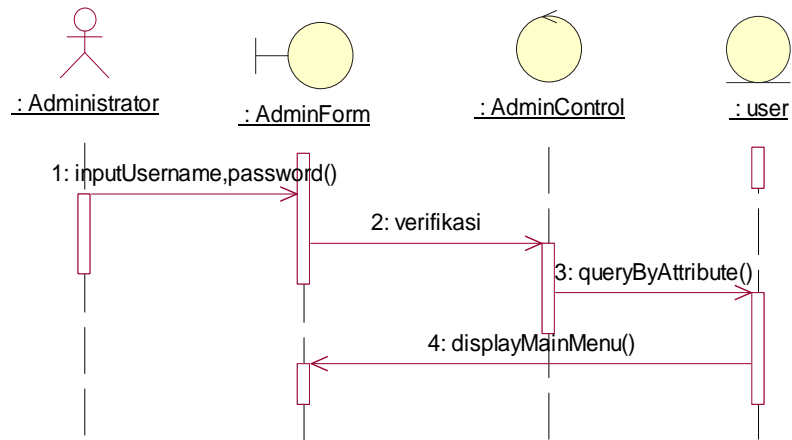 : Administrator
: AdminForm
: AdminControl
: user
1: inputUsername,password()
2: verifikasi
3: queryByAttribute()
4: displayMainMenu()